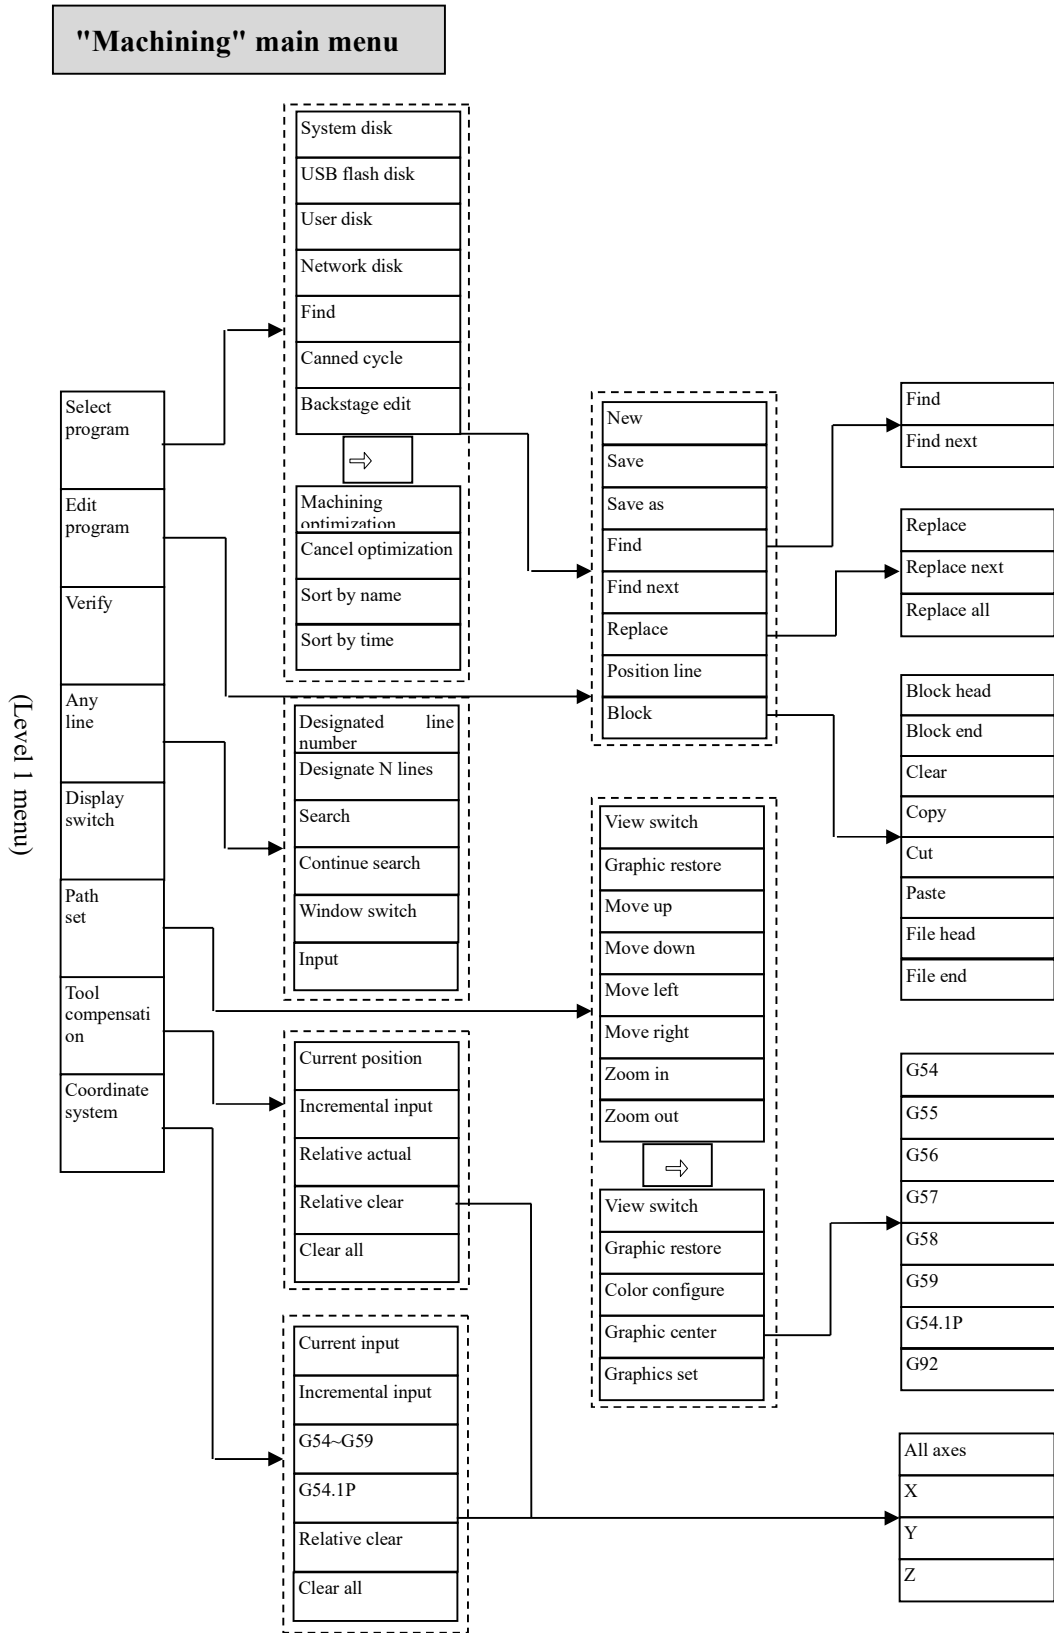 "Machining" main menu
(Level 1 menu)
Select
program
Edit
program
Verify
Any
line
Display
switch
Path
set
Tool
compensati
on
Coordinate
system
System disk
USB flash disk
User disk
Network disk
Find
Canned cycle
Backstage edit
Machining
optimization
Cancel optimization
Sort by name
Sort by time
Designated line
number
Designate N lines
Search
Continue search
Window switch
Input
Current position
Incremental input
Relative actual
Relative clear
Clear all
Current input
Incremental input
G54~G59
G54.1P
Relative clear
Clear all
New
Save
Save as
Find
Find next
Replace
Position line
Block
View switch
Graphic restore
Move up
Move down
Move left
Move right
Zoom in
Zoom out
View switch
Graphic restore
Color configure
Graphic center
Graphics set
Find
Find next
Replace
Replace next
Replace all
Block head
Block end
Clear
Copy
Cut
Paste
File head
File end
G54
G55
G56
G57
G58
G59
G54.1P
G92
All axes
X
Y
Z